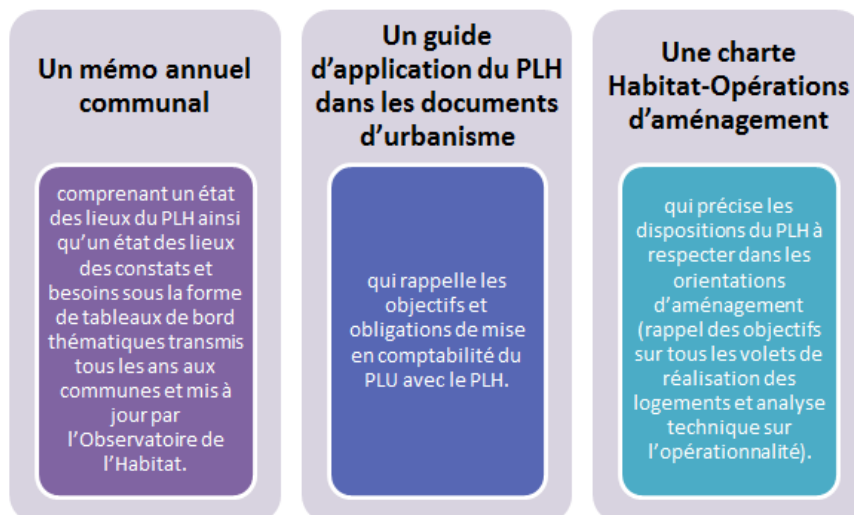 Un mémo annuel
communal
comprenant un état
des lieux du PLH ainsi
qu'un état des lieux
des constats et
besoins sous la forme
de tableaux de bord
thématiques transmis
tous les ans aux
communes et mis à
jour par
l'Observatoire de
l'Habitat.
Un guide
d'application du PLH
dans les documents
d'urbanisme
qui rappelle les
objectifs et
obligations de mise
en comptabilité du
PLU avec le PLH.
Une charte
Habitat-Opérations
d'aménagement
qui précise les
dispositions du PLH à
respecter dans les
orientations
d'aménagement
(rappel des objectifs
sur tous les volets de
réalisation des
logements et analyse
technique sur
l'opérationnalité).